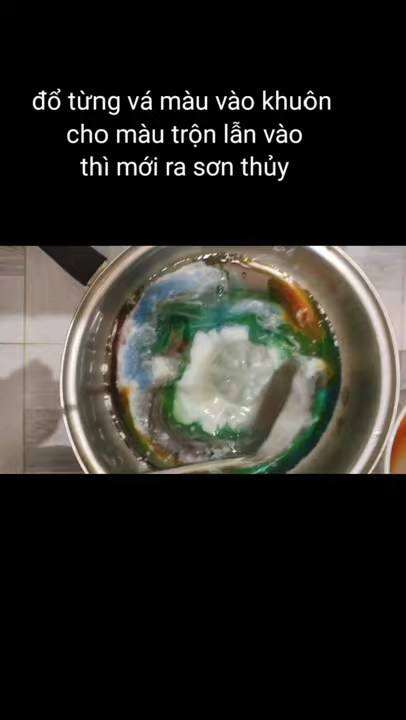 đổ từng vá màu vào khuôn
cho màu trộn lẫn vào
thì mới ra sơn thủy